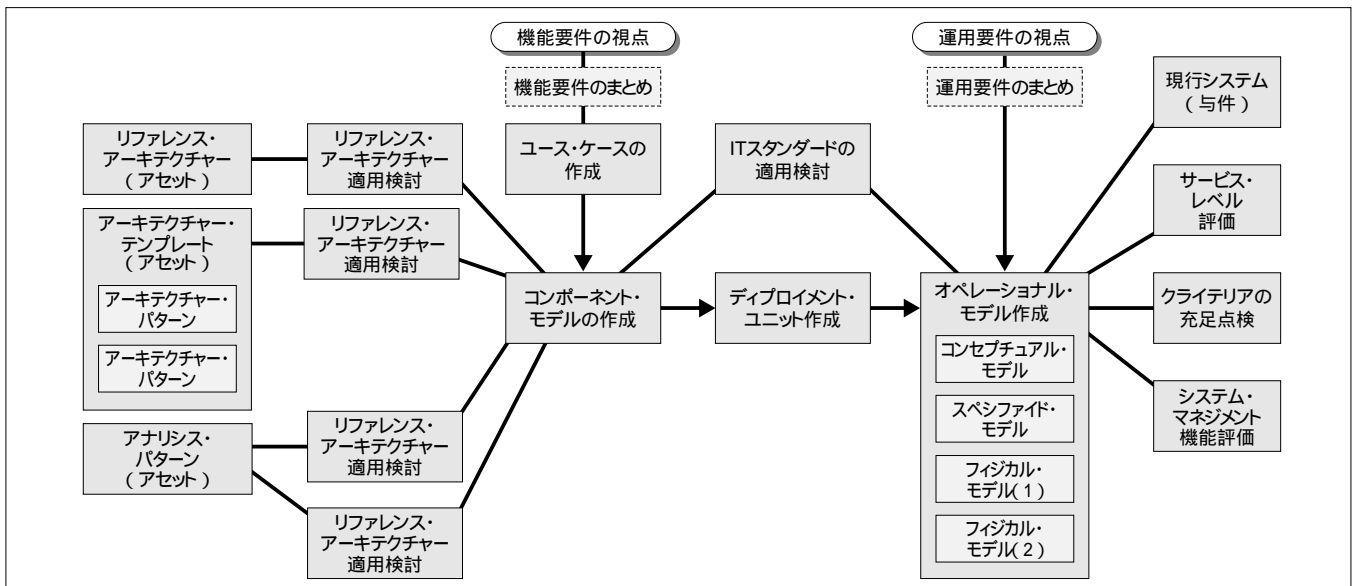 機能要件の視点
機能要件のまとめ
ユース・ケースの
作成
運用要件の視点
運用要件のまとめ
リファレンス・
アーキテクチャー
(アセット)
リファレンス・
アーキテクチャー
適用検討
ITスタンダードの
適用検討
現行システム
(与件)
アーキテクチャー・
テンプレート
(アセット)
アーキテクチャー・
パターン
アーキテクチャー・
パターン
リファレンス・
アーキテクチャー
適用検討
サービス・
レベル
評価
コンポーネント・
モデルの作成
ディプロイメント・
ユニット作成
オペレーショナル・
モデル作成
コンセプチュアル・
モデル
スペシファイド・
モデル
フィジカル・
モデル(1)
フィジカル・
モデル(2)
クライテリアの
充足点検
システム・
マネジメント
機能評価
アナリシス・
パターン
(アセット)
リファレンス・
アーキテクチャー
適用検討
リファレンス・
アーキテクチャー
適用検討